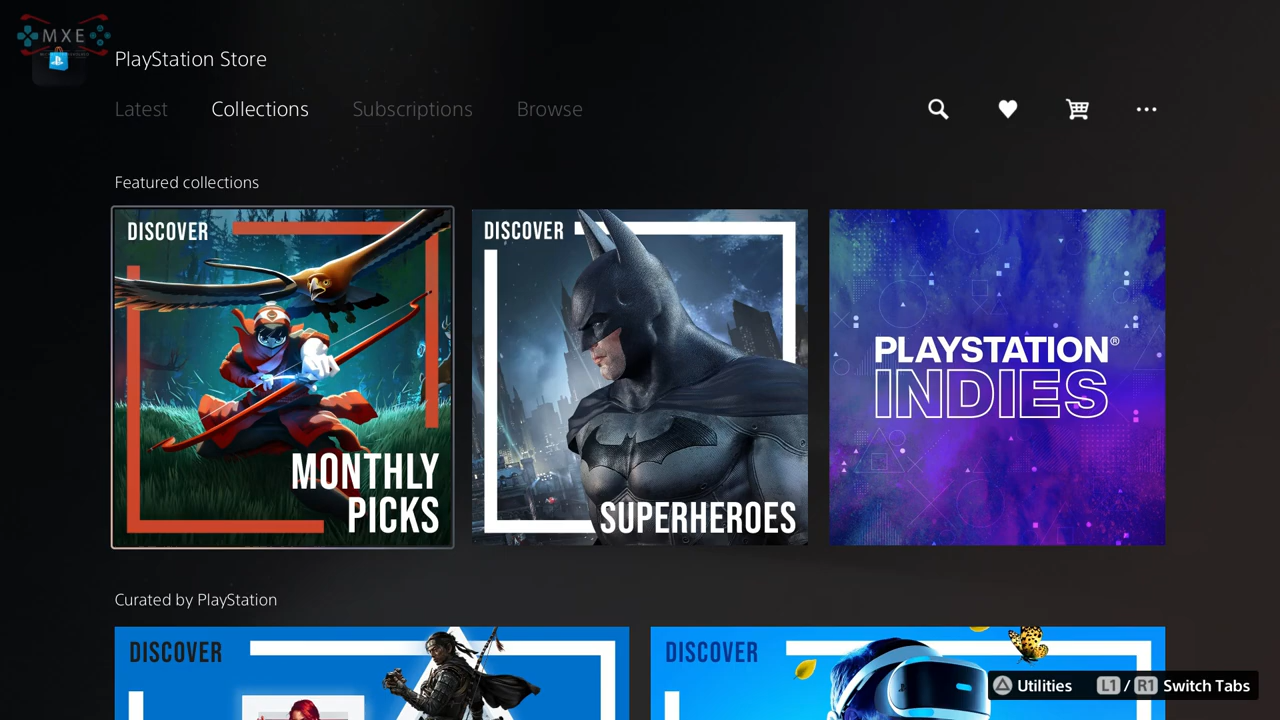 MXE
PlayStation Store
Latest
Collections
Subscriptions
Browse
Featured collections
DISCOVER
MONTHLY
PICKS
DISCOVER
SUPERHEROES
PLAYSTATION®
INDIES
Curated by PlayStation
DISCOVER
DISCOVER
Utilities
L1 / R1 Switch Tabs